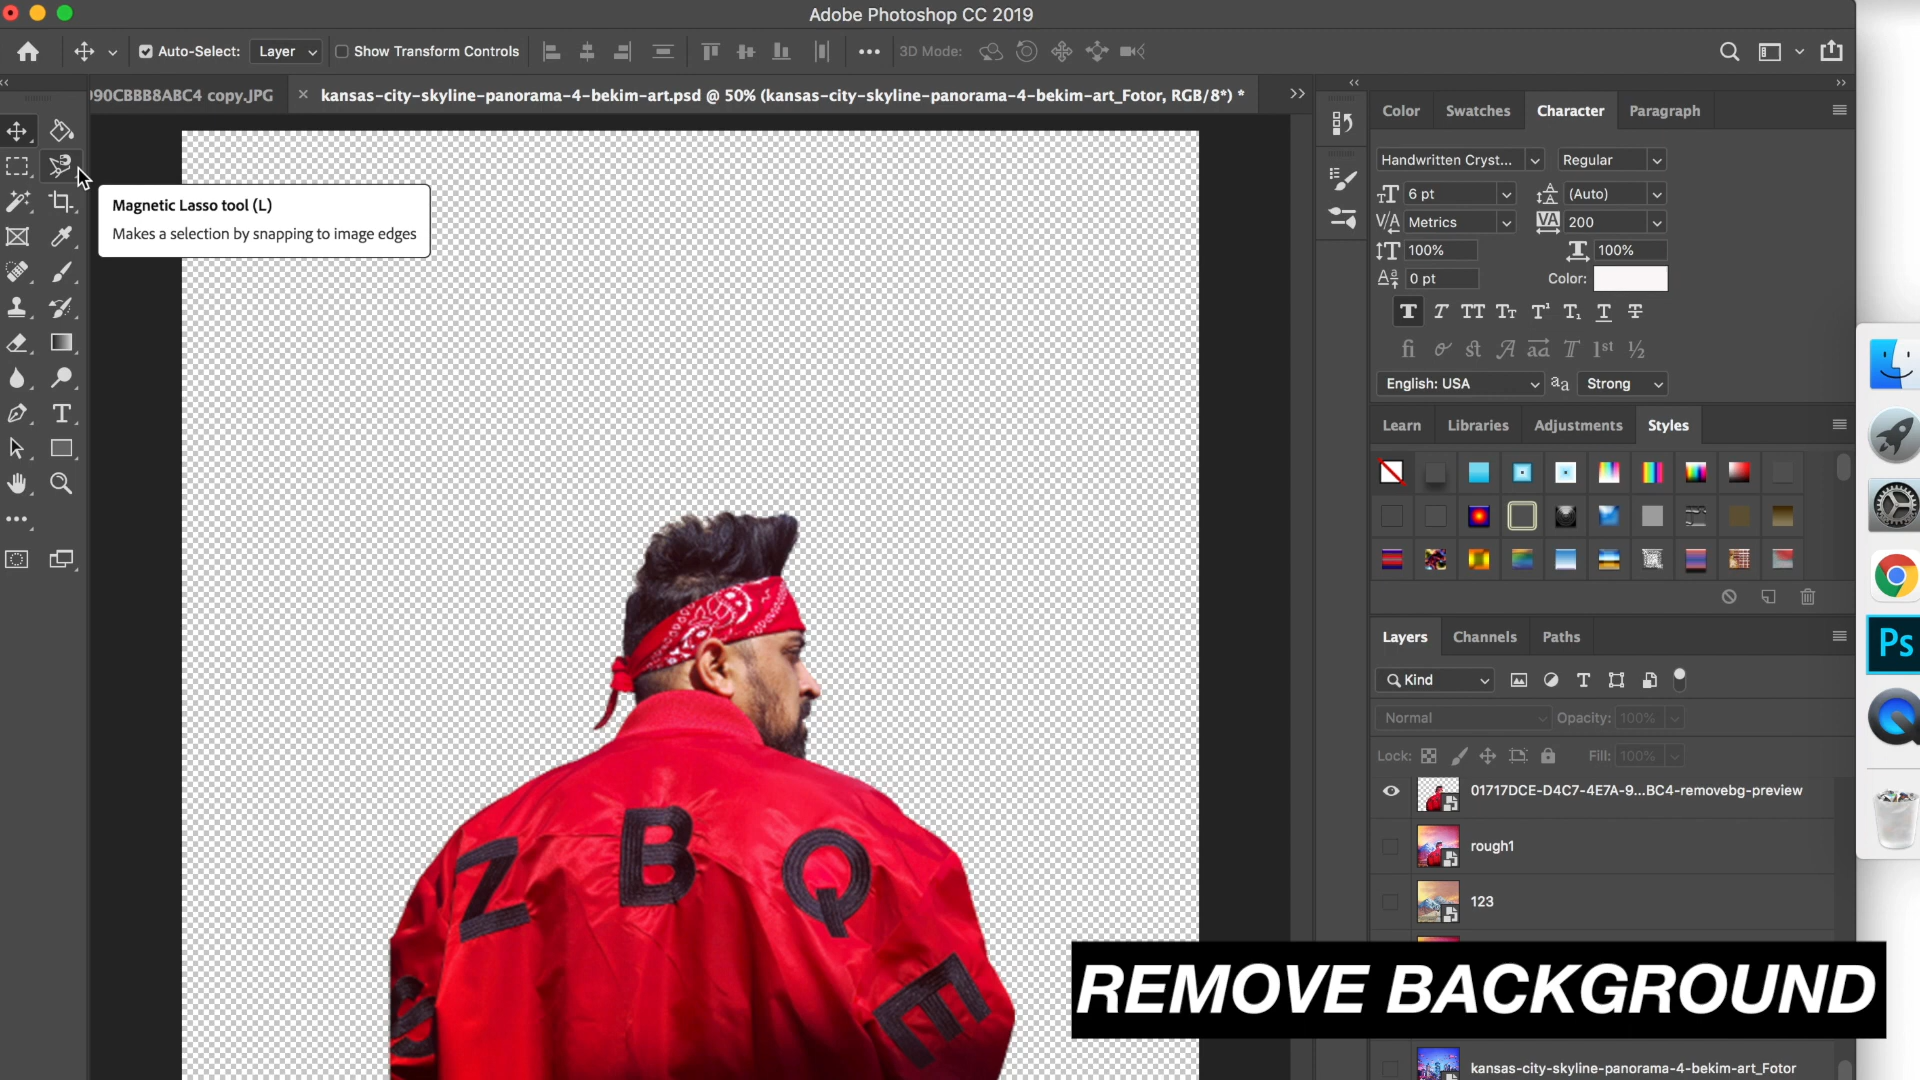 Adobe Photoshop CC 2019
Auto-Select: Layer Show Transform Controls 3D Mode:
090CBBB8ABC4 copy.JPG
kansas-city-skyline-panorama-4-bekim-art.psd @ 50% (kansas-city-skyline-panorama-4-bekim-art_Fotor, RGB/8*) *
Magnetic Lasso tool (L)
Makes a selection by snapping to image edges
Color Swatches Character Paragraph
Handwritten Cryst... Regular
6 pt (Auto)
Metrics 200
100% 100%
0 pt Color:
English: USA Strong
Learn Libraries Adjustments Styles
Layers Channels Paths
Kind
Normal Opacity: 100%
Lock: Fill: 100%
01717DCE-D4C7-4E7A-9...BC4-removebg-preview
rough1
123
kansas-city-skyline-panorama-4-bekim-art_Fotor
Z B Q E
REMOVE BACKGROUND
Ps